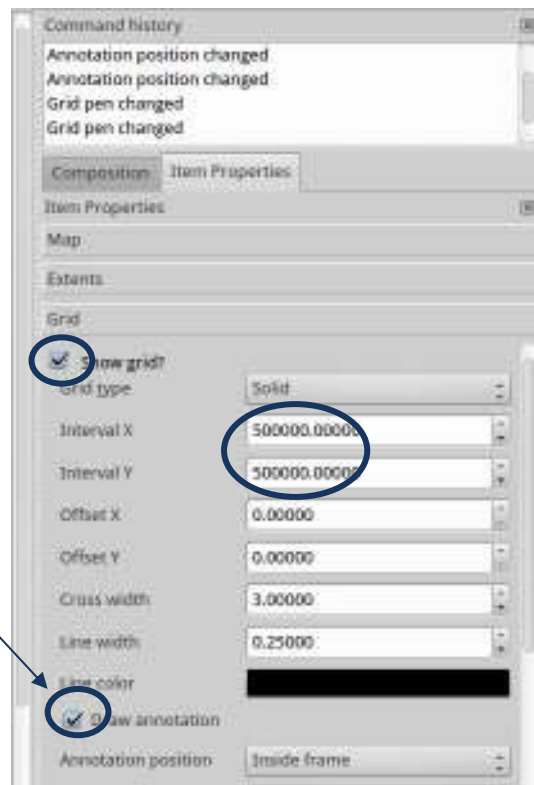 Command history
Annotation position changed
Annotation position changed
Grid pen changed
Grid pen changed
Composition Item Properties
Item Properties
Map
Extents
Grid
Show grid?
Grid type Solid
Interval X 500000.00000
Interval Y 500000.00000
Offset X 0.00000
Offset Y 0.00000
Cross width 3.00000
Line width 0.25000
Line color
Draw annotation
Annotation position Inside frame